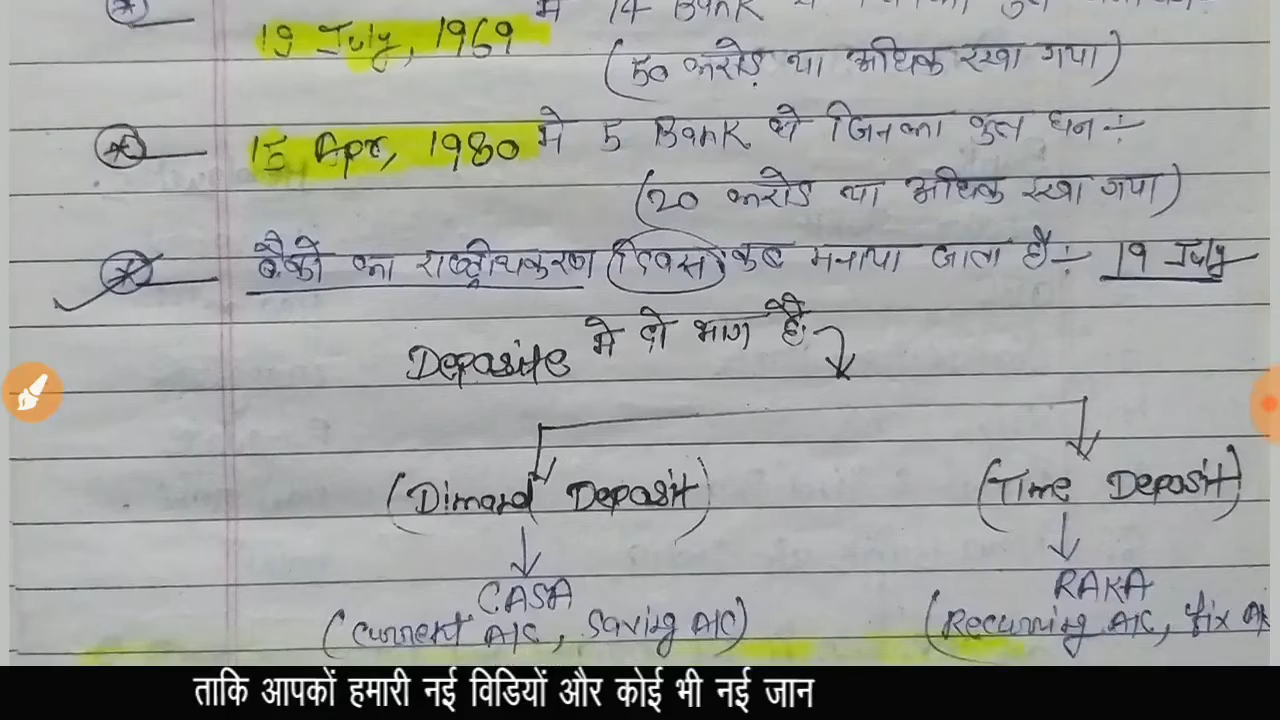 19 July, 1969 में 14 Bank
(50 करोड़ या अधिक रखा गया)
15 Apr, 1980 मे 5 Bank थे जिनका कुल धन :-
(20 करोड़ या अधिक रखा गया)
बैंको का राष्ट्रीयकरण (दिवस) कब मनाया जाता है :- 19 July
Deposite मे दो भाग है
(Dimand Deposit) (Time Deposit)
CASA RAKA
(Current A/C, Saving A/C) (Recurring A/C, fix
ताकि आपकों हमारी नई विडियों और कोई भी नई जान